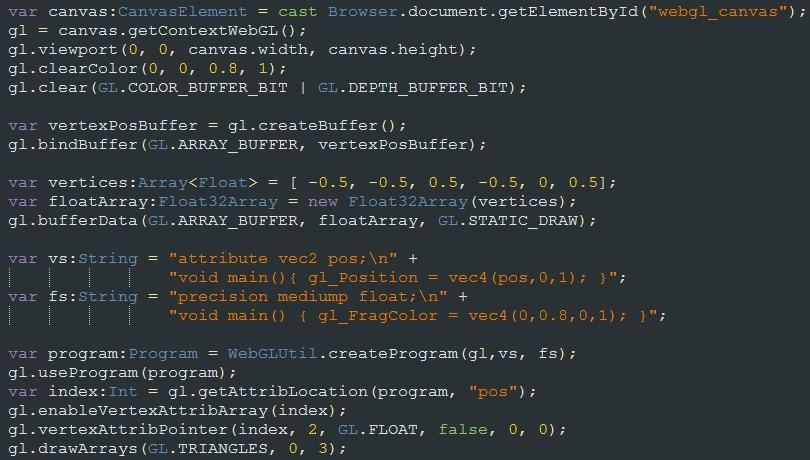 var canvas:CanvasElement = cast Browser.document.getElementById("webgl_canvas");
gl = canvas.getContextWebGL();
gl.viewport(0, 0, canvas.width, canvas.height);
gl.clearColor(0, 0, 0.8, 1);
gl.clear(GL.COLOR_BUFFER_BIT | GL.DEPTH_BUFFER_BIT);
var vertexPosBuffer = gl.createBuffer();
gl.bindBuffer(GL.ARRAY_BUFFER, vertexPosBuffer);
var vertices:Array<Float> = [ -0.5, -0.5, 0.5, -0.5, 0, 0.5];
var floatArray:Float32Array = new Float32Array(vertices);
gl.bufferData(GL.ARRAY_BUFFER, floatArray, GL.STATIC_DRAW);
var vs:String = "attribute vec2 pos;\n" +
"void main(){ gl_Position = vec4(pos,0,1); }";
var fs:String = "precision mediump float;\n" +
"void main() { gl_FragColor = vec4(0,0.8,0,1); }";
var program:Program = WebGLUtil.createProgram(gl,vs, fs);
gl.useProgram(program);
var index:Int = gl.getAttribLocation(program, "pos");
gl.enableVertexAttribArray(index);
gl.vertexAttribPointer(index, 2, GL.FLOAT, false, 0, 0);
gl.drawArrays(GL.TRIANGLES, 0, 3);